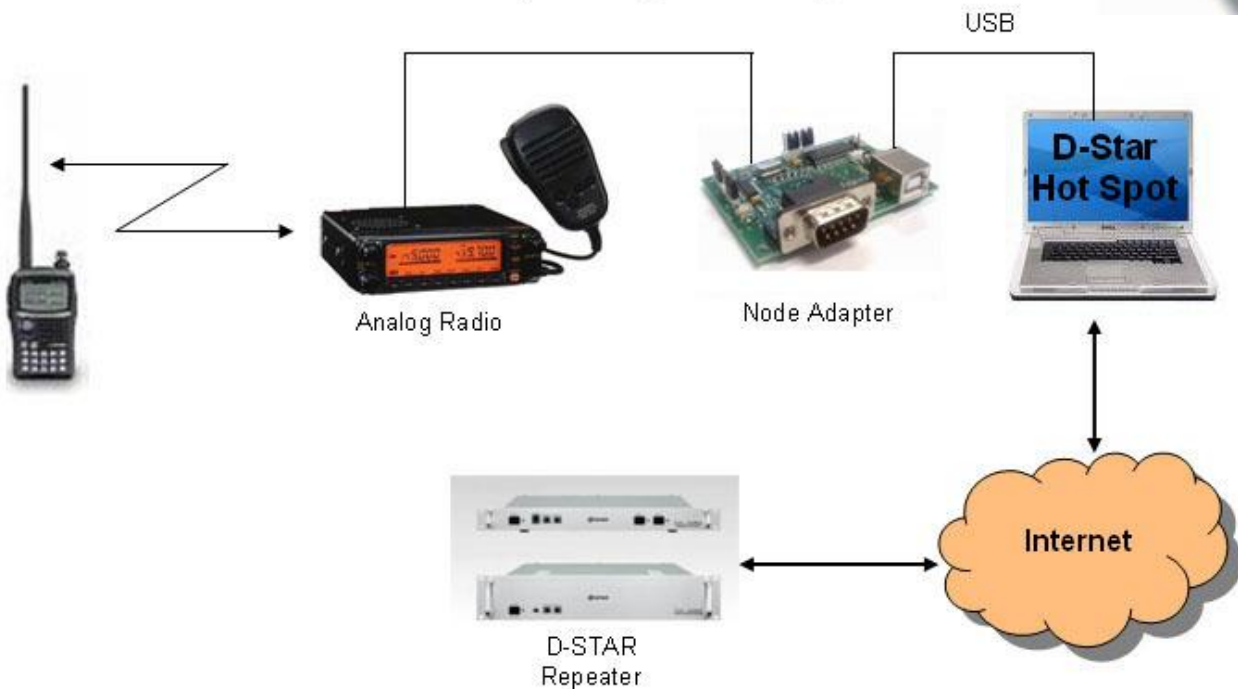 USB
D-Star
Hot Spot
Analog Radio
Node Adapter
Internet
D-STAR
Repeater